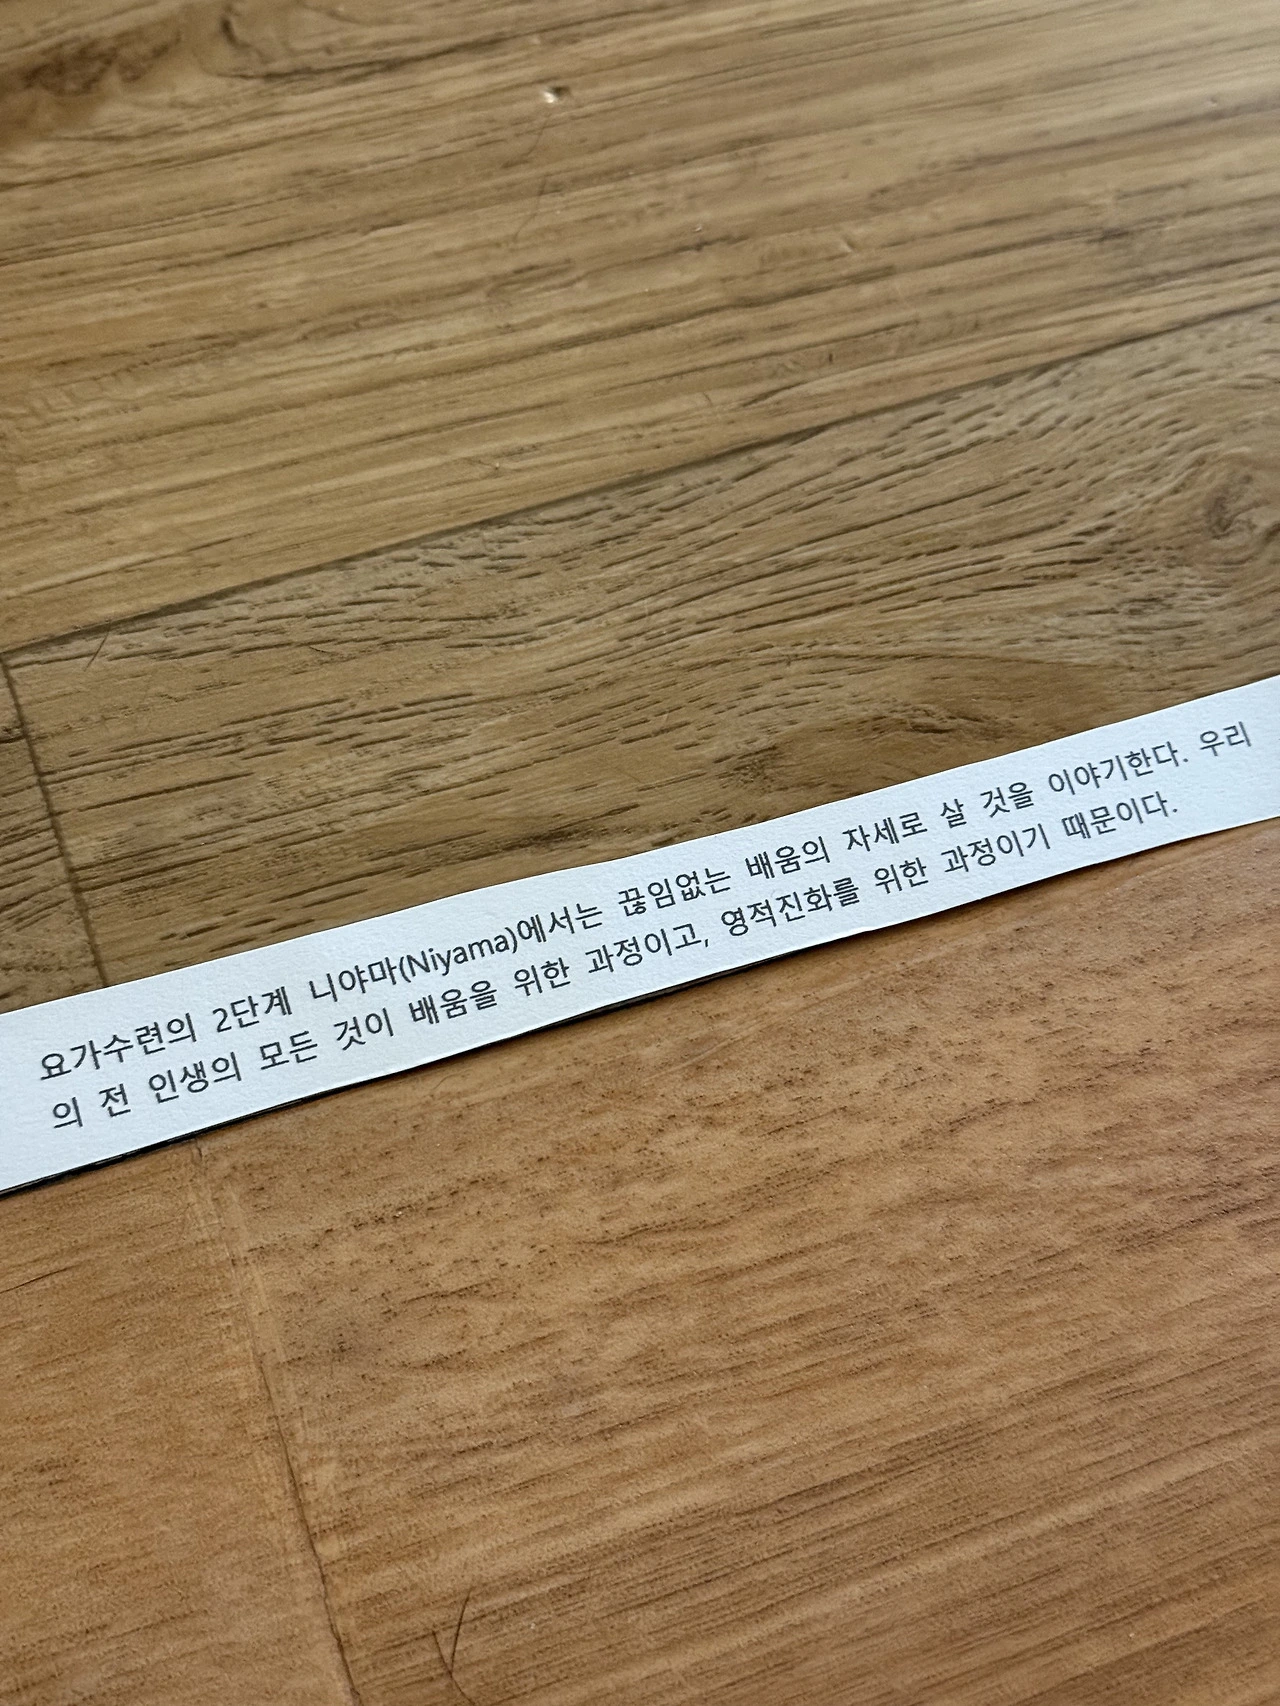 요가수련의 2단계 니야마(Niyama)에서는 끊임없는 배움의 자세로 살 것을 이야기한다. 우리
의 전 인생의 모든 것이 배움을 위한 과정이고, 영적진화를 위한 과정이기 때문이다.